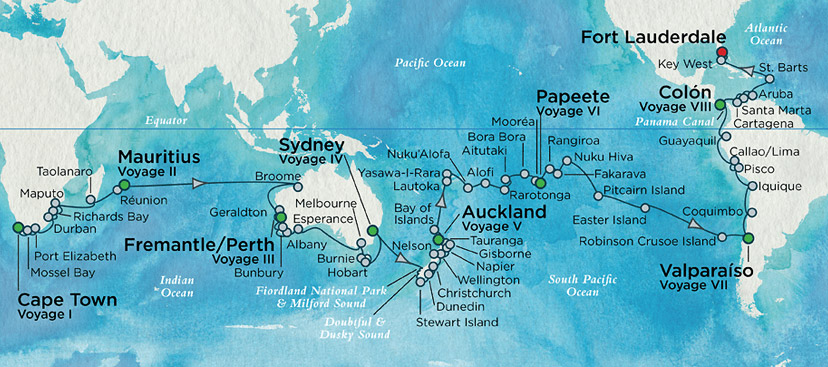 Fort Lauderdale
Atlantic
Ocean
Key West
St. Barts
Pacific Ocean
Colón
Voyage VIII
Aruba
Santa Marta
Cartagena
Panama Canal
Equator
Papeete
Voyage VI
Mooréa
Bora Bora
Aitutaki
Rangiroa
Guayaquil
Sydney
Voyage IV
Mauritius
Voyage II
Taolanaro
Nuku'Alofa
Nuku Hiva
Callao/Lima
Yasawa-I-Rara
Alofi
Fakarava
Pisco
Maputo
Broome
Lautoka
Rarotonga
Pitcairn Island
Iquique
Réunion
Melbourne
Richards Bay
Geraldton
Esperance
Bay of
Islands
Auckland
Voyage V
Easter Island
Coquimbo
Durban
Fremantle/Perth
Voyage III
Albany
Nelson
Tauranga
Robinson Crusoe Island
Port Elizabeth
Burnie
Gisborne
Mossel Bay
Bunbury
Hobart
Napier
Valparaíso
Voyage VII
Indian
Ocean
Wellington
South Pacific
Ocean
Cape Town
Voyage I
Fiordland National Park
& Milford Sound
Christchurch
Dunedin
Doubtful &
Dusky Sound
Stewart Island